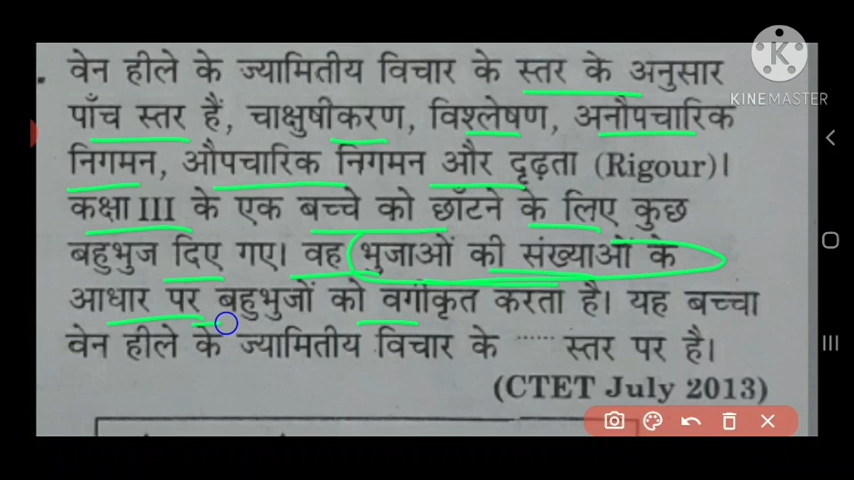 KINEMASTER
वेन हीले के ज्यामितीय विचार के स्तर के अनुसार
पाँच स्तर हैं, चाक्षुषीकरण, विश्लेषण, अनौपचारिक
निगमन, औपचारिक निगमन और दृढ़ता (Rigour)।
कक्षा III के एक बच्चे को छाँटने के लिए कुछ
बहुभुज दिए गए। वह भुजाओं की संख्याओं के
आधार पर बहुभुजों को वर्गीकृत करता है। यह बच्चा
वेन हीले के ज्यामितीय विचार के ...... स्तर पर है।
(CTET July 2013)